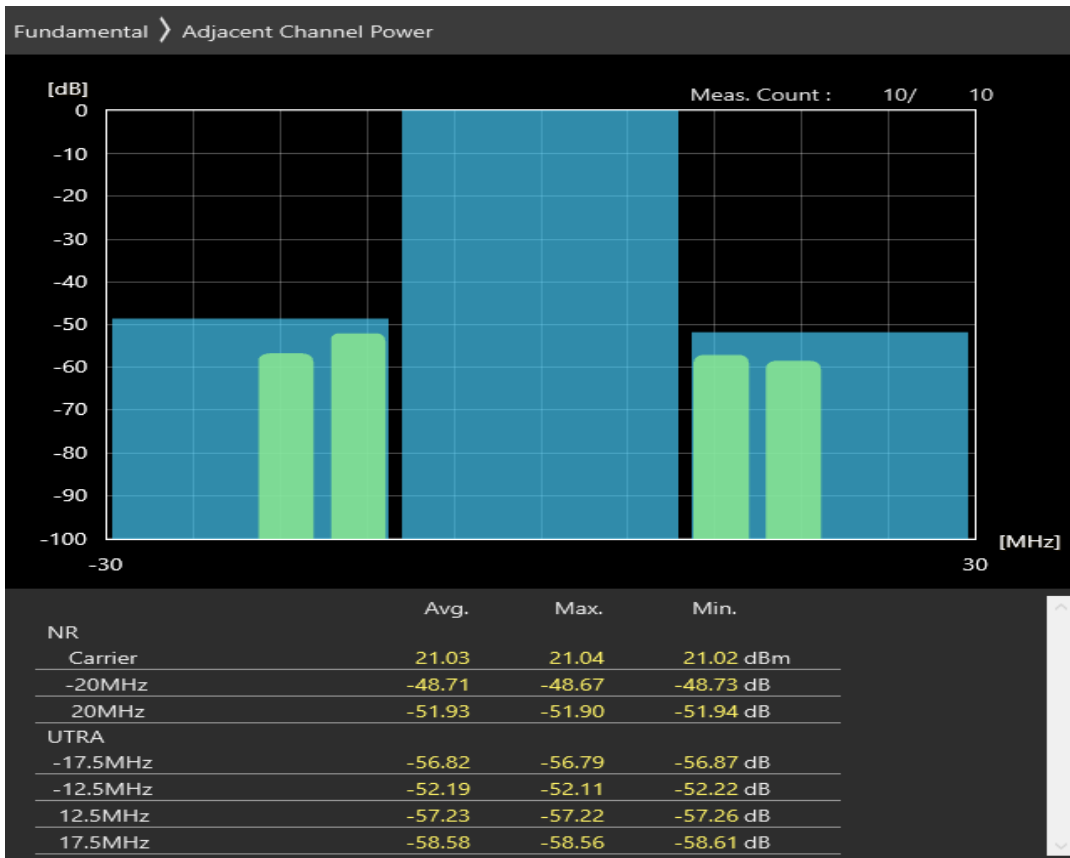 Fundamental ❯ Adjacent Channel Power
[dB]
Meas. Count : 10/ 10
0
-10
-20
-30
-40
-50
-60
-70
-80
-90
-100
[MHz]
-30 30
Avg. Max. Min.
NR
Carrier 21.03 21.04 21.02 dBm
-20MHz -48.71 -48.67 -48.73 dB
20MHz -51.93 -51.90 -51.94 dB
UTRA
-17.5MHz -56.82 -56.79 -56.87 dB
-12.5MHz -52.19 -52.11 -52.22 dB
12.5MHz -57.23 -57.22 -57.26 dB
17.5MHz -58.58 -58.56 -58.61 dB